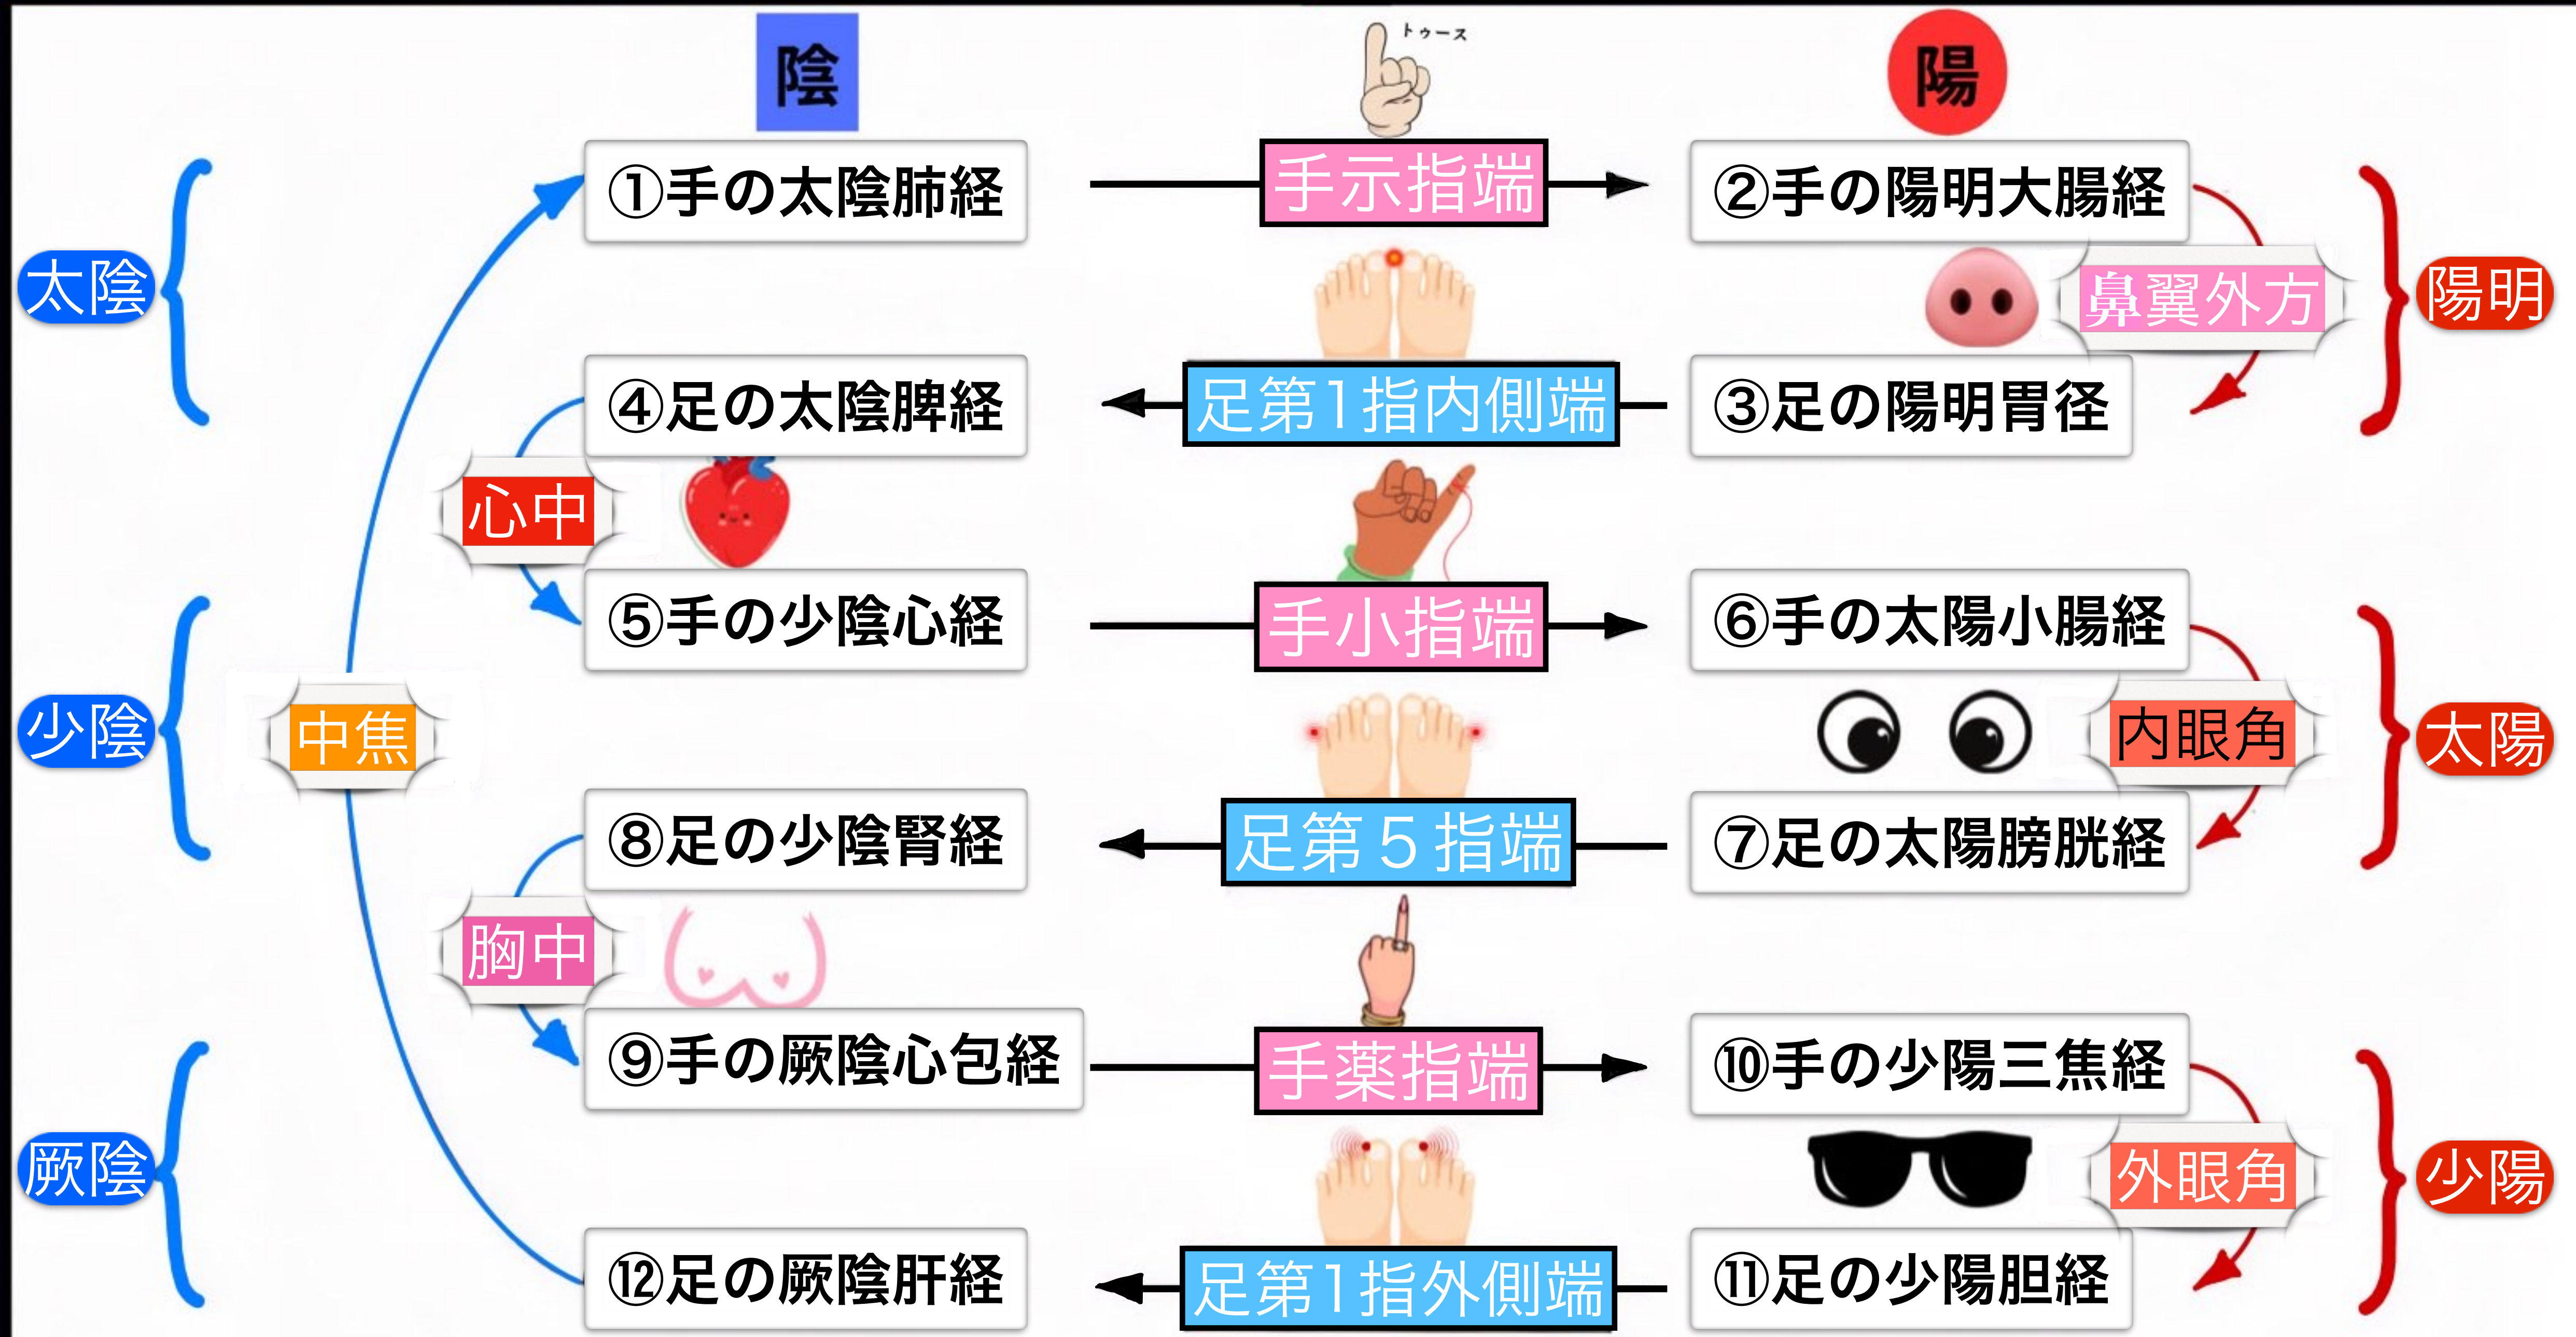 陰
トゥース
陽
①手の太陰肺経
手示指端
②手の陽明大腸経
太陰
鼻翼外方
陽明
④足の太陰脾経
足第1指内側端
③足の陽明胃径
心中
⑤手の少陰心経
手小指端
⑥手の太陽小腸経
少陰
中焦
内眼角
太陽
⑧足の少陰腎経
足第５指端
⑦足の太陽膀胱経
胸中
⑨手の厥陰心包経
手薬指端
⑩手の少陽三焦経
厥陰
外眼角
少陽
⑫足の厥陰肝経
足第1指外側端
⑪足の少陽胆経